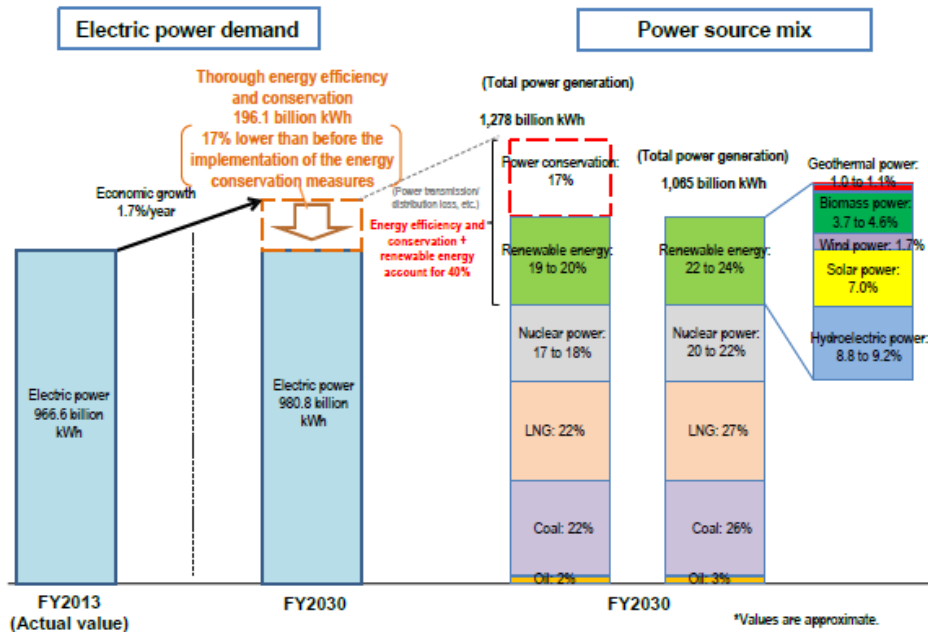 Electric power demand
Power source mix
Thorough energy efficiency
and conservation
196.1 billion kWh
17% lower than before the
implementation of the energy
conservation measures
Economic growth
1.7%/year
(Power transmission/
distribution loss, etc.)
Energy efficiency and
conservation +
renewable energy
account for 40%
Electric power
966.6 billion
kWh
Electric power
980.8 billion
kWh
FY2013
(Actual value)
FY2030
(Total power generation)
1,278 billion kWh
Power conservation:
17%
Renewable energy:
19 to 20%
Nuclear power:
17 to 18%
LNG: 22%
Coal: 22%
Oil: 2%
(Total power generation)
1,065 billion kWh
Renewable energy:
22 to 24%
Nuclear power:
20 to 22%
LNG: 27%
Coal: 26%
Oil: 3%
Geothermal power:
1.0 to 1.1%
Biomass power:
3.7 to 4.6%
Wind power: 1.7%
Solar power:
7.0%
Hydroelectric power:
8.8 to 9.2%
FY2030
*Values are approximate.